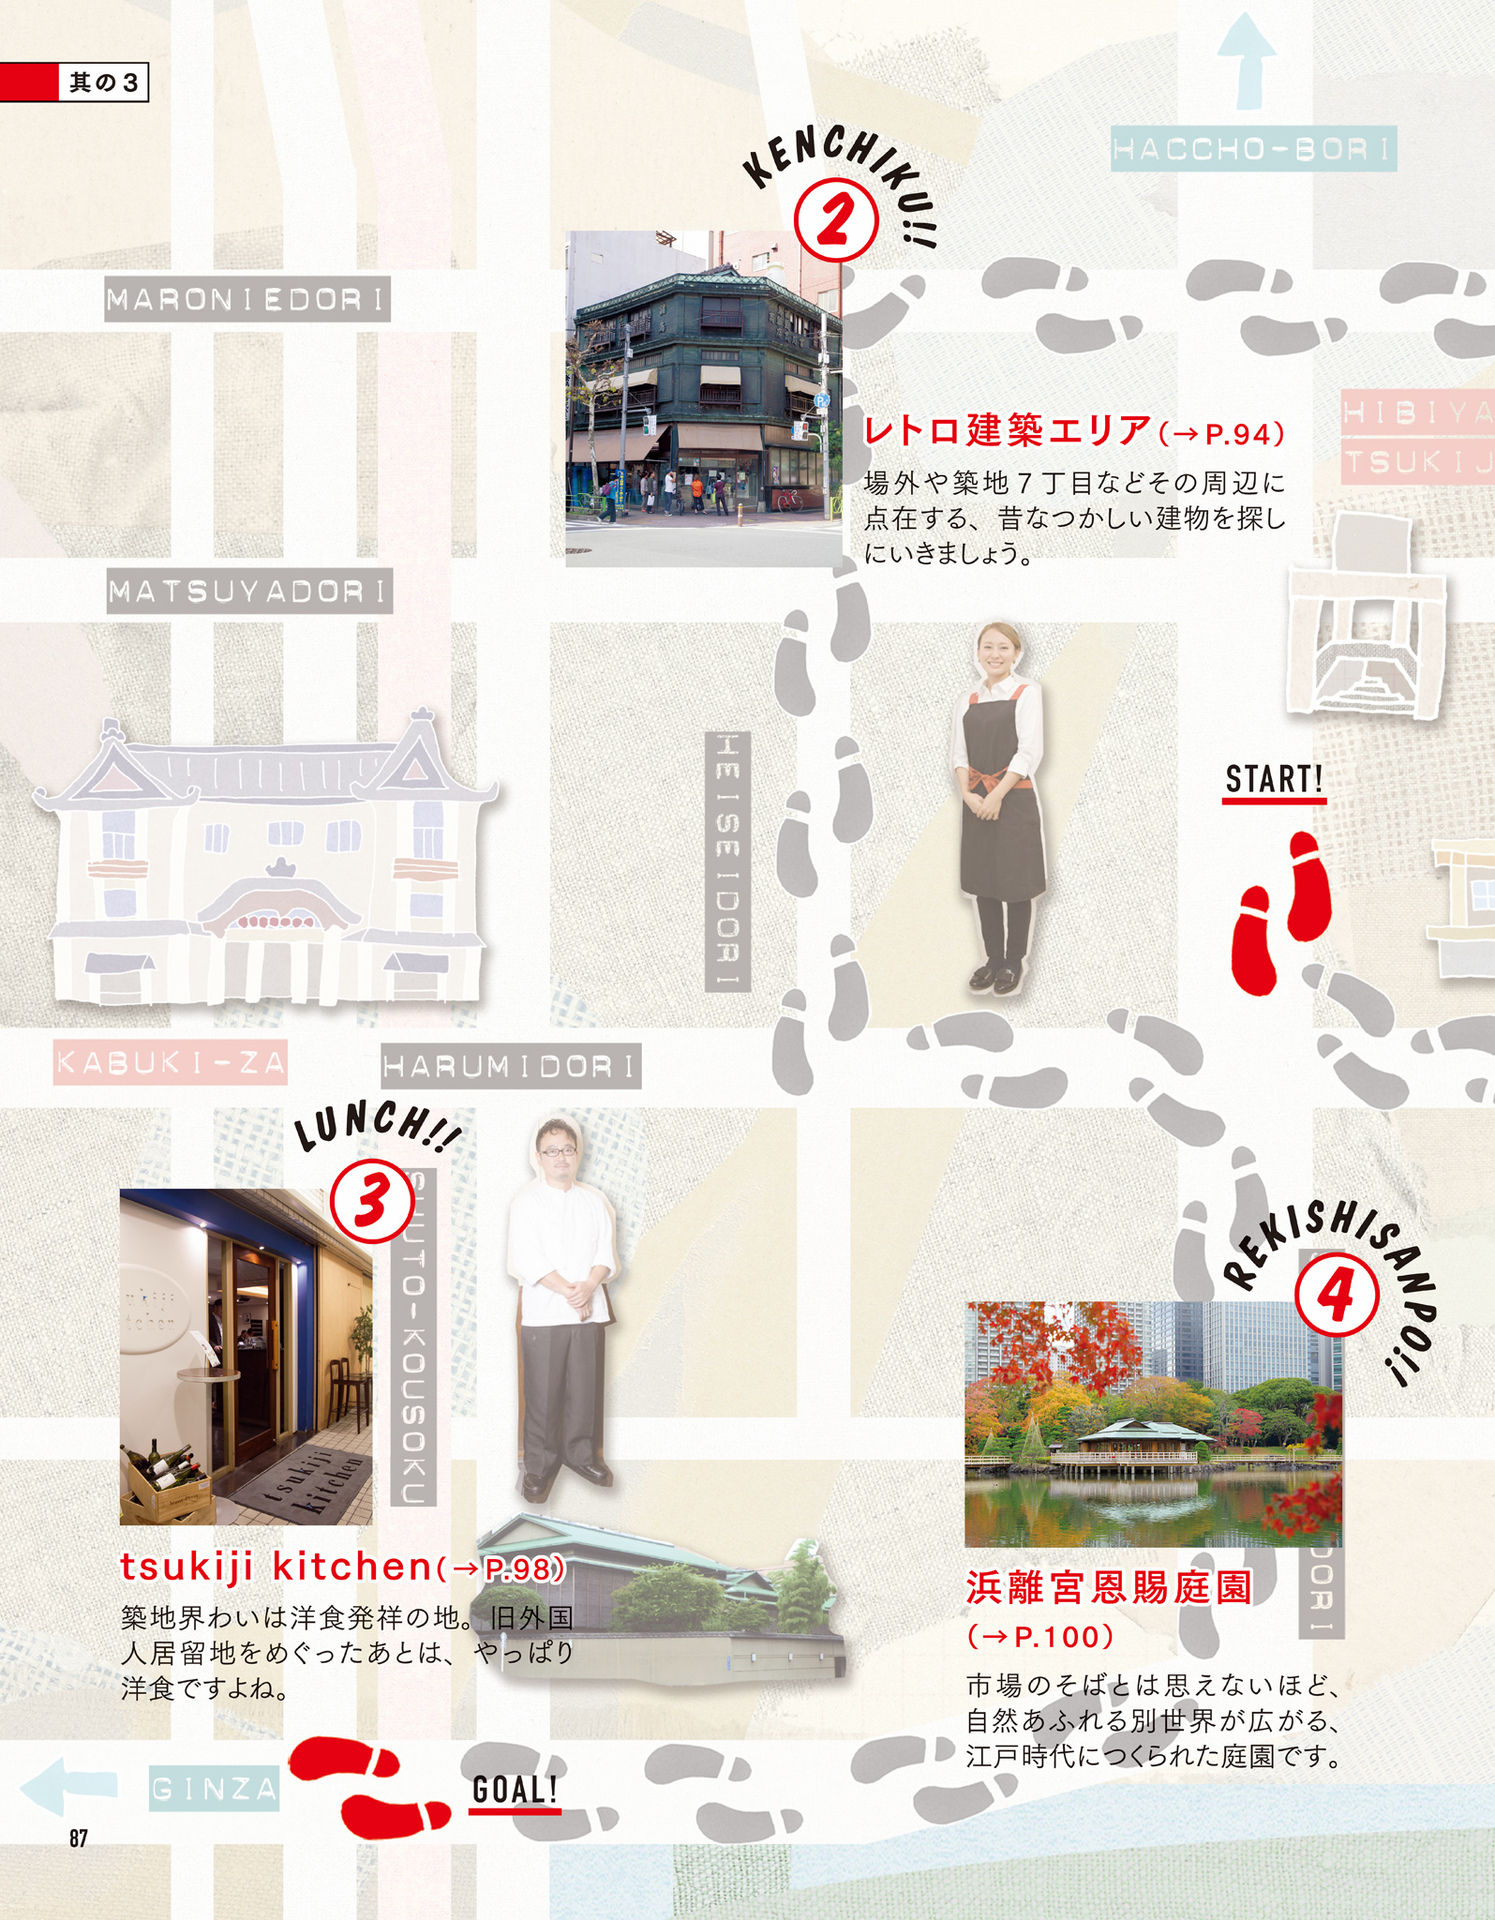 其の3
HACCHO-BORI
KENCHIKU!!
2
MARONIEDORI
レトロ建築エリア(→P.94)
場外や築地7丁目などその周辺に
点在する、昔なつかしい建物を探し
にいきましょう。
HIBIYA
TSUKIJ
MATSUYADORI
HEISEIDORI
START!
KABUKI-ZA
HARUMIDORI
LUNCH!!
3
SHUTO-KOUSOKU
tsukiji
kitchen
tsukiji kitchen(→P.98)
築地界わいは洋食発祥の地。旧外国
人居留地をめぐったあとは、やっぱり
洋食ですよね。
REKISHISANPO!!
4
DORI
浜離宮恩賜庭園
(→P.100)
市場のそばとは思えないほど、
自然あふれる別世界が広がる、
江戸時代につくられた庭園です。
GINZA
GOAL!
87